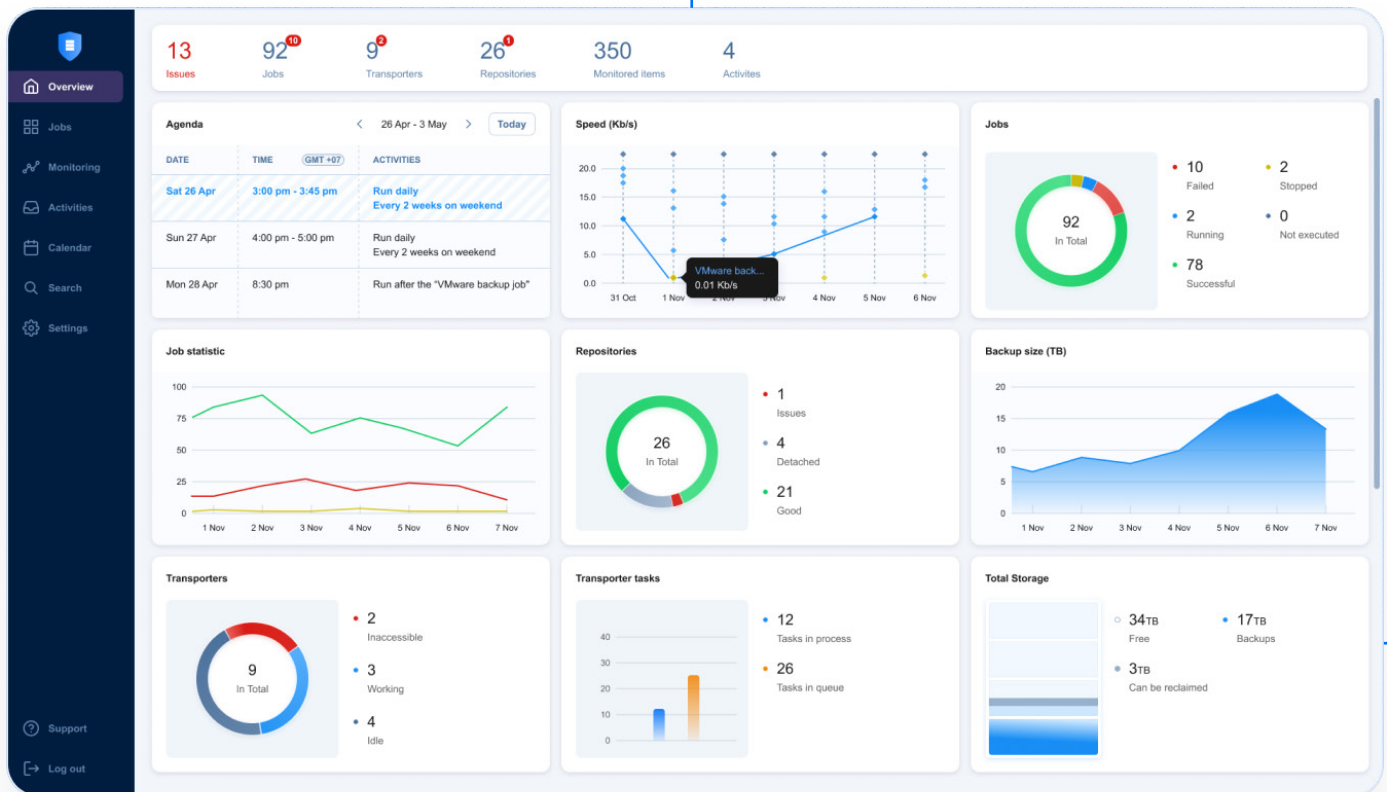 13
Issues
92
10
Jobs
9
2
Transporters
26
1
Repositories
350
Monitored items
4
Activites
Overview
Jobs
Monitoring
Activities
Calendar
Search
Settings
Support
Log out
Agenda
26 Apr - 3 May
Today
DATE TIME GMT +07 ACTIVITIES
Sat 26 Apr 3:00 pm - 3:45 pm Run daily
Every 2 weeks on weekend
Sun 27 Apr 4:00 pm - 5:00 pm Run daily
Every 2 weeks on weekend
Mon 28 Apr 8:30 pm Run after the "VMware backup job"
Speed (Kb/s)
20.0
15.0
10.0
5.0
0.0
VMware back...
0.01 Kb/s
31 Oct 1 Nov 2 Nov 3 Nov 4 Nov 5 Nov 6 Nov
Jobs
92
In Total
10
Failed
2
Stopped
2
Running
0
Not executed
78
Successful
Job statistic
100
75
50
25
0
1 Nov 2 Nov 3 Nov 4 Nov 5 Nov 6 Nov 7 Nov
Repositories
26
In Total
1
Issues
4
Detached
21
Good
Backup size (TB)
20
15
10
5
0
1 Nov 2 Nov 3 Nov 4 Nov 5 Nov 6 Nov 7 Nov
Transporters
9
In Total
2
Inaccessible
3
Working
4
Idle
Transporter tasks
40
30
20
10
0
12
Tasks in process
26
Tasks in queue
Total Storage
34TB
Free
17TB
Backups
3TB
Can be reclaimed